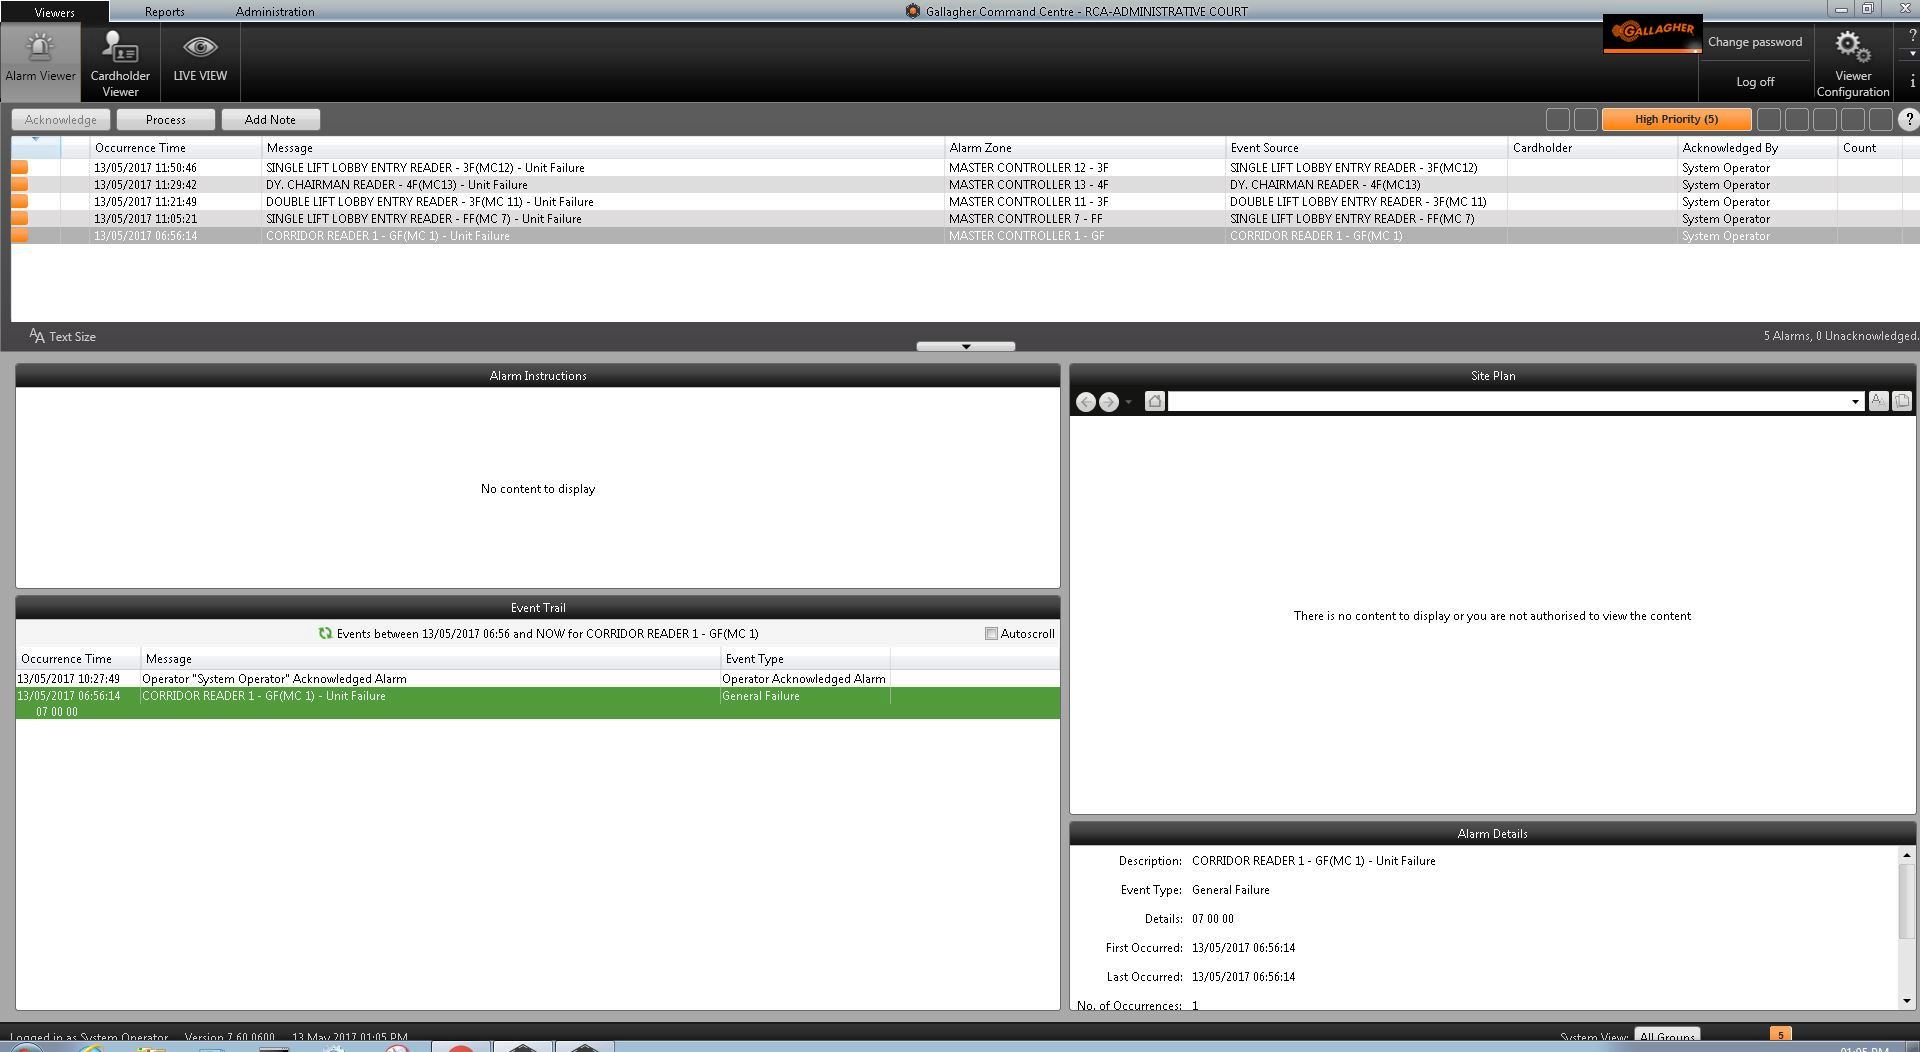 Viewers Reports Administration Gallagher Command Centre - RCA-ADMINISTRATIVE COURT
GALLAGHER
Change password
?
Alarm Viewer
Cardholder Viewer
LIVE VIEW
Log off
Viewer Configuration
i
Acknowledge Process Add Note High Priority (5) ?
Occurrence Time Message Alarm Zone Event Source Cardholder Acknowledged By Count
13/05/2017 11:50:46 SINGLE LIFT LOBBY ENTRY READER - 3F(MC12) - Unit Failure MASTER CONTROLLER 12 - 3F SINGLE LIFT LOBBY ENTRY READER - 3F(MC12) System Operator
13/05/2017 11:29:42 DY. CHAIRMAN READER - 4F(MC13) - Unit Failure MASTER CONTROLLER 13 - 4F DY. CHAIRMAN READER - 4F(MC13) System Operator
13/05/2017 11:21:49 DOUBLE LIFT LOBBY ENTRY READER - 3F(MC 11) - Unit Failure MASTER CONTROLLER 11 - 3F DOUBLE LIFT LOBBY ENTRY READER - 3F(MC 11) System Operator
13/05/2017 11:05:21 SINGLE LIFT LOBBY ENTRY READER - FF(MC 7) - Unit Failure MASTER CONTROLLER 7 - FF SINGLE LIFT LOBBY ENTRY READER - FF(MC 7) System Operator
13/05/2017 06:56:14 CORRIDOR READER 1 - GF(MC 1) - Unit Failure MASTER CONTROLLER 1 - GF CORRIDOR READER 1 - GF(MC 1) System Operator
AA Text Size 5 Alarms, 0 Unacknowledged.
Alarm Instructions
No content to display
Site Plan
There is no content to display or you are not authorised to view the content
Event Trail
Events between 13/05/2017 06:56 and NOW for CORRIDOR READER 1 - GF(MC 1) Autoscroll
Occurrence Time Message Event Type
13/05/2017 10:27:49 Operator "System Operator" Acknowledged Alarm Operator Acknowledged Alarm
13/05/2017 06:56:14 CORRIDOR READER 1 - GF(MC 1) - Unit Failure General Failure
07 00 00
Alarm Details
Description: CORRIDOR READER 1 - GF(MC 1) - Unit Failure
Event Type: General Failure
Details: 07 00 00
First Occurred: 13/05/2017 06:56:14
Last Occurred: 13/05/2017 06:56:14
No. of Occurrences: 1
Logged in as System Operator Version 7.60.0600 13 May 2017 01:05 PM System View: All Groups 5
01:05 PM